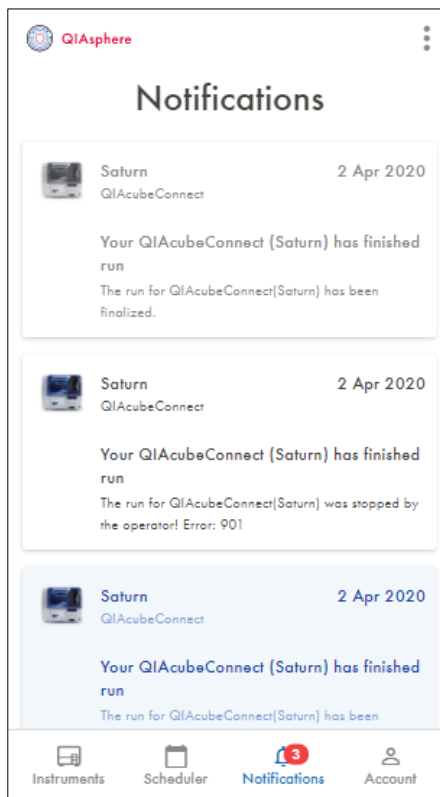 QIAsphere
Notifications
Saturn 2 Apr 2020
QIAcubeConnect
Your QIAcubeConnect (Saturn) has finished
run
The run for QIAcubeConnect(Saturn) has been
finalized.
Saturn 2 Apr 2020
QIAcubeConnect
Your QIAcubeConnect (Saturn) has finished
run
The run for QIAcubeConnect(Saturn) was stopped by
the operator! Error: 901
Saturn 2 Apr 2020
QIAcubeConnect
Your QIAcubeConnect (Saturn) has finished
run
The run for QIAcubeConnect(Saturn) has been
3
Instruments Scheduler Notifications Account